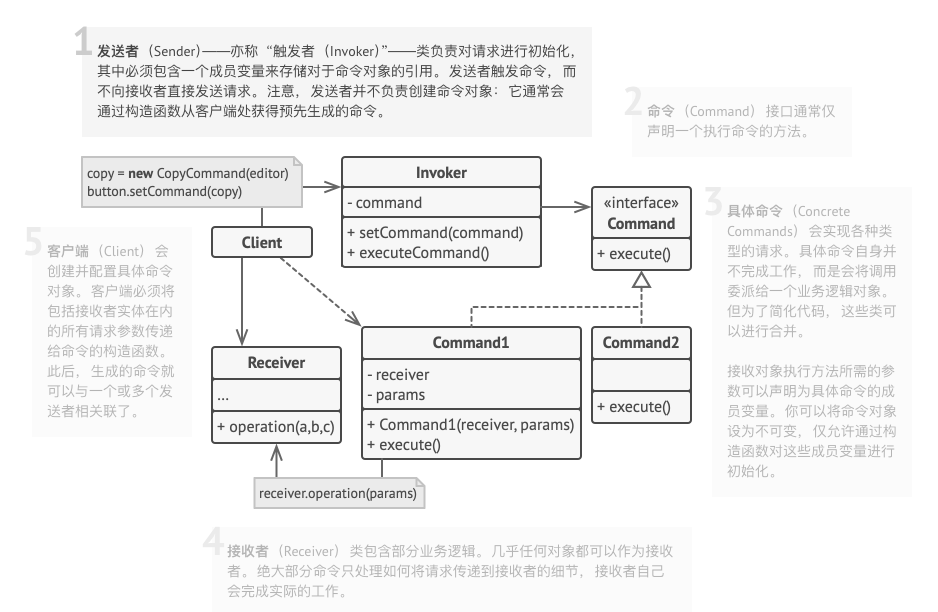 1
发送者 (Sender)——亦称 “触发者 (Invoker)”——类负责对请求进行初始化，
其中必须包含一个成员变量来存储对于命令对象的引用。 发送者触发命令， 而
不向接收者直接发送请求。 注意， 发送者并不负责创建命令对象： 它通常会
通过构造函数从客户端处获得预先生成的命令。
2
命令 (Command) 接口通常仅
声明一个执行命令的方法。
copy = new CopyCommand(editor)
button.setCommand(copy)
Invoker
- command
+ setCommand(command)
+ executeCommand()
«interface»
Command
+ execute()
3
具体命令 (Concrete
Commands) 会实现各种类
型的请求。 具体命令自身并
不完成工作， 而是会将调用
委派给一个业务逻辑对象。
但为了简化代码， 这些类可
以进行合并。
接收对象执行方法所需的参
数可以声明为具体命令的成
员变量。 你可以将命令对象
设为不可变， 仅允许通过构
造函数对这些成员变量进行
初始化。
5
客户端 (Client) 会
创建并配置具体命令
对象。 客户端必须将
包括接收者实体在内
的所有请求参数传递
给命令的构造函数。
此后， 生成的命令就
可以与一个或多个发
送者相关联了。
Client
Receiver
...
+ operation(a,b,c)
Command1
- receiver
- params
+ Command1(receiver, params)
+ execute()
Command2
+ execute()
receiver.operation(params)
4
接收者 (Receiver) 类包含部分业务逻辑。 几乎任何对象都可以作为接收
者。 绝大部分命令只处理如何将请求传递到接收者的细节， 接收者自己
会完成实际的工作。